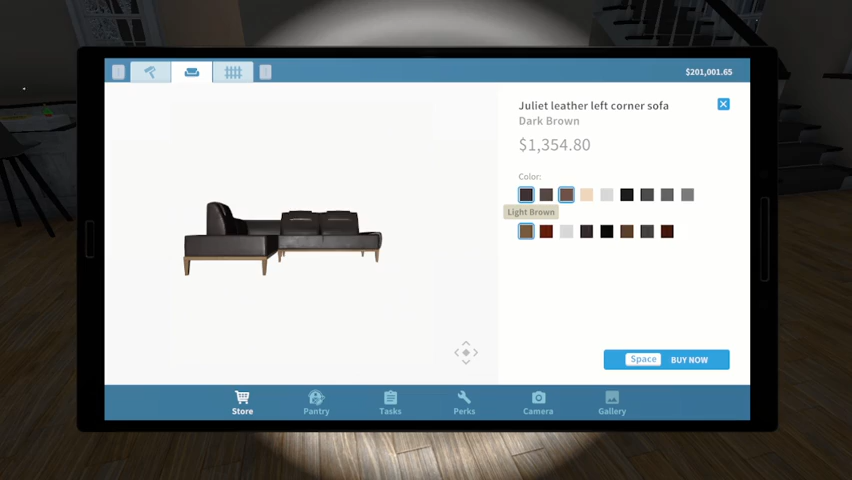 $201,001.65
Juliet leather left corner sofa
Dark Brown
$1,354.80
Color:
Light Brown
Space BUY NOW
Store Pantry Tasks Perks Camera Gallery